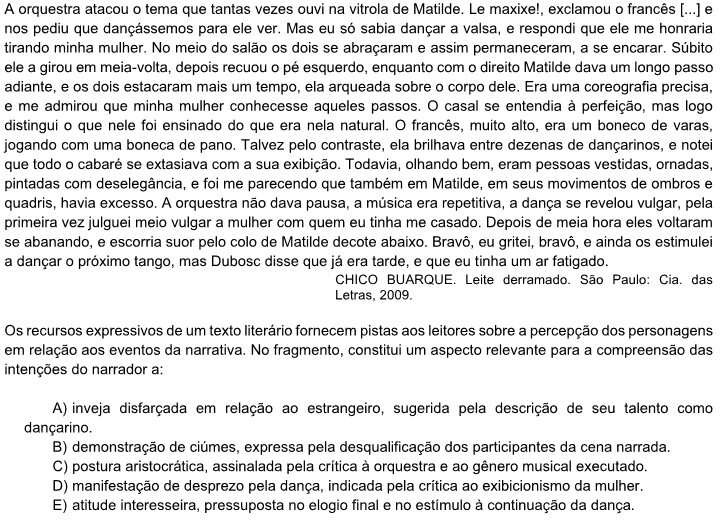 A orquestra atacou o tema que tantas vezes ouvi na vitrola de Matilde. Le maxixe!, exclamou o francês [...] e
nos pediu que dançássemos para ele ver. Mas eu só sabia dançar a valsa, e respondi que ele me honraria
tirando minha mulher. No meio do salão os dois se abraçaram e assim permaneceram, a se encarar. Súbito
ele a girou em meia-volta, depois recuou o pé esquerdo, enquanto com o direito Matilde dava um longo passo
adiante, e os dois estacaram mais um tempo, ela arqueada sobre o corpo dele. Era uma coreografia precisa,
e me admirou que minha mulher conhecesse aqueles passos. O casal se entendia à perfeição, mas logo
distingui o que nele foi ensinado do que era nela natural. O francês, muito alto, era um boneco de varas,
jogando com uma boneca de pano. Talvez pelo contraste, ela brilhava entre dezenas de dançarinos, e notei
que todo o cabaré se extasiava com a sua exibição. Todavia, olhando bem, eram pessoas vestidas, ornadas,
pintadas com deselegância, e foi me parecendo que também em Matilde, em seus movimentos de ombros e
quadris, havia excesso. A orquestra não dava pausa, a música era repetitiva, a dança se revelou vulgar, pela
primeira vez julguei meio vulgar a mulher com quem eu tinha me casado. Depois de meia hora eles voltaram
se abanando, e escorria suor pelo colo de Matilde decote abaixo. Bravô, eu gritei, bravô, e ainda os estimulei
a dançar o próximo tango, mas Dubosc disse que já era tarde, e que eu tinha um ar fatigado.
CHICO BUARQUE. Leite derramado. São Paulo: Cia. das
Letras, 2009.
Os recursos expressivos de um texto literário fornecem pistas aos leitores sobre a percepção dos personagens
em relação aos eventos da narrativa. No fragmento, constitui um aspecto relevante para a compreensão das
intenções do narrador a:
A) inveja disfarçada em relação ao estrangeiro, sugerida pela descrição de seu talento como
dançarino.
B) demonstração de ciúmes, expressa pela desqualificação dos participantes da cena narrada.
C) postura aristocrática, assinalada pela crítica à orquestra e ao gênero musical executado.
D) manifestação de desprezo pela dança, indicada pela crítica ao exibicionismo da mulher.
E) atitude interesseira, pressuposta no elogio final e no estímulo à continuação da dança.